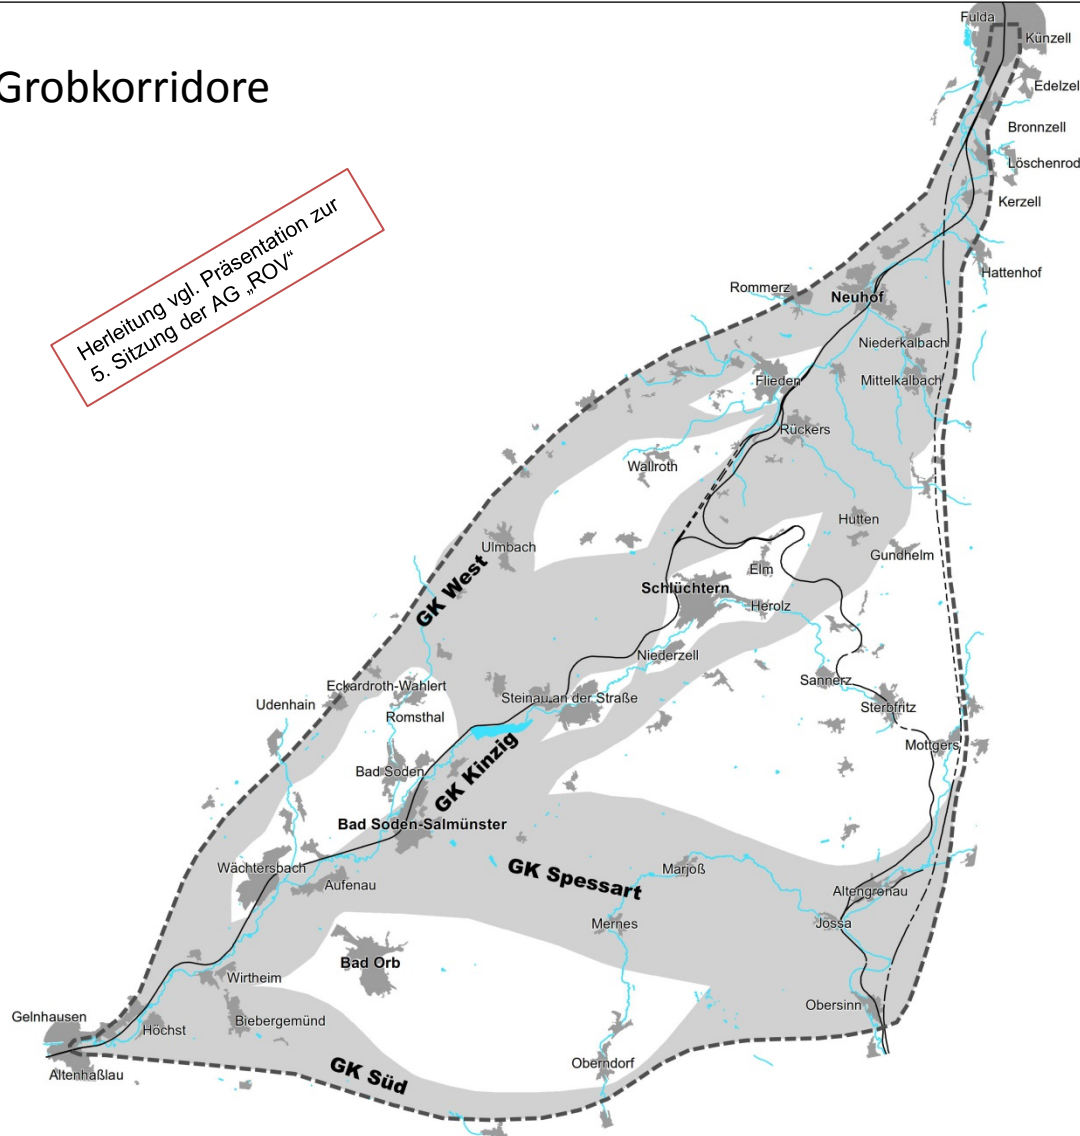 Grobkorridore
Herleitung vgl. Präsentation zur
5. Sitzung der AG „ROV“
Fulda
Künzell
Edelzel
Bronnzell
Löschenrod
Kerzell
Hattenhof
Rommerz
Neuhof
Niederkalbach
Flieden
Mittelkalbach
Rückers
Wallroth
Hutten
Ulmbach
Gundhelm
Elm
GK West
Schlüchtern
Herolz
Niederzell
Sannerz
Eckardroth-Wahlert
Steinau an der Straße
Udenhain
Romsthal
Sterbfritz
Mottgers
GK Kinzig
Bad Soden
Bad Soden-Salmünster
Wächtersbach
GK Spessart
Marjoß
Aufenau
Altengronau
Mernes
Jossa
Bad Orb
Wirtheim
Obersinn
Gelnhausen
Höchst
Biebergemünd
Oberndorf
Altenhaßlau
GK Süd